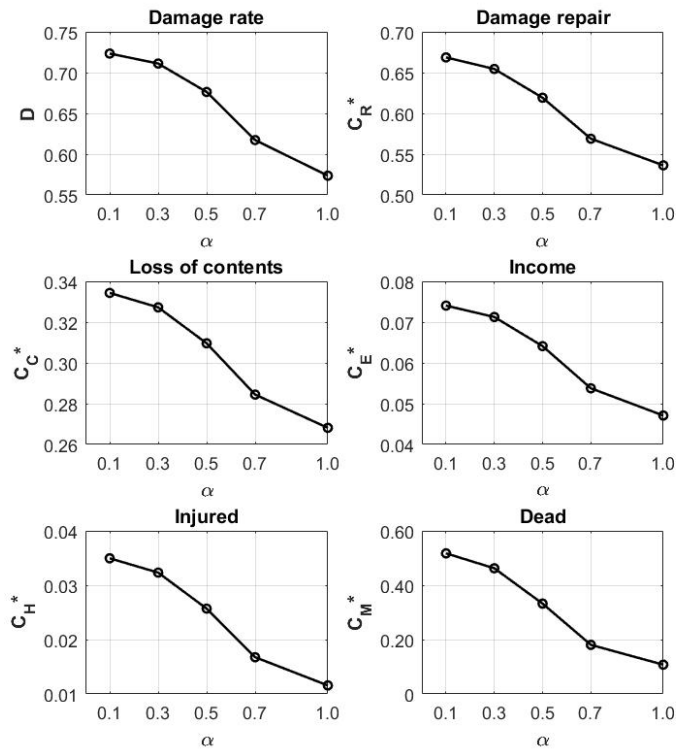 Damage rate
0.75
0.70
0.65
0.60
0.55
D
0.1 0.3 0.5 0.7 1.0
α
Damage repair
0.70
0.65
0.60
0.55
0.50
C_R*
0.1 0.3 0.5 0.7 1.0
α
Loss of contents
0.34
0.32
0.30
0.28
0.26
C_C*
0.1 0.3 0.5 0.7 1.0
α
Income
0.08
0.07
0.06
0.05
0.04
C_E*
0.1 0.3 0.5 0.7 1.0
α
Injured
0.04
0.03
0.02
0.01
C_H*
0.1 0.3 0.5 0.7 1.0
α
Dead
0.60
0.40
0.20
0
C_M*
0.1 0.3 0.5 0.7 1.0
α